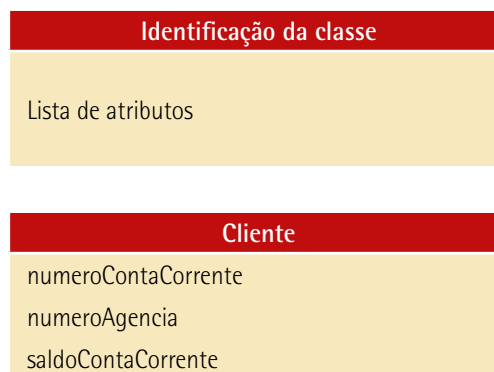 Identificação da classe
Lista de atributos
Cliente
numeroContaCorrente
numeroAgencia
saldoContaCorrente